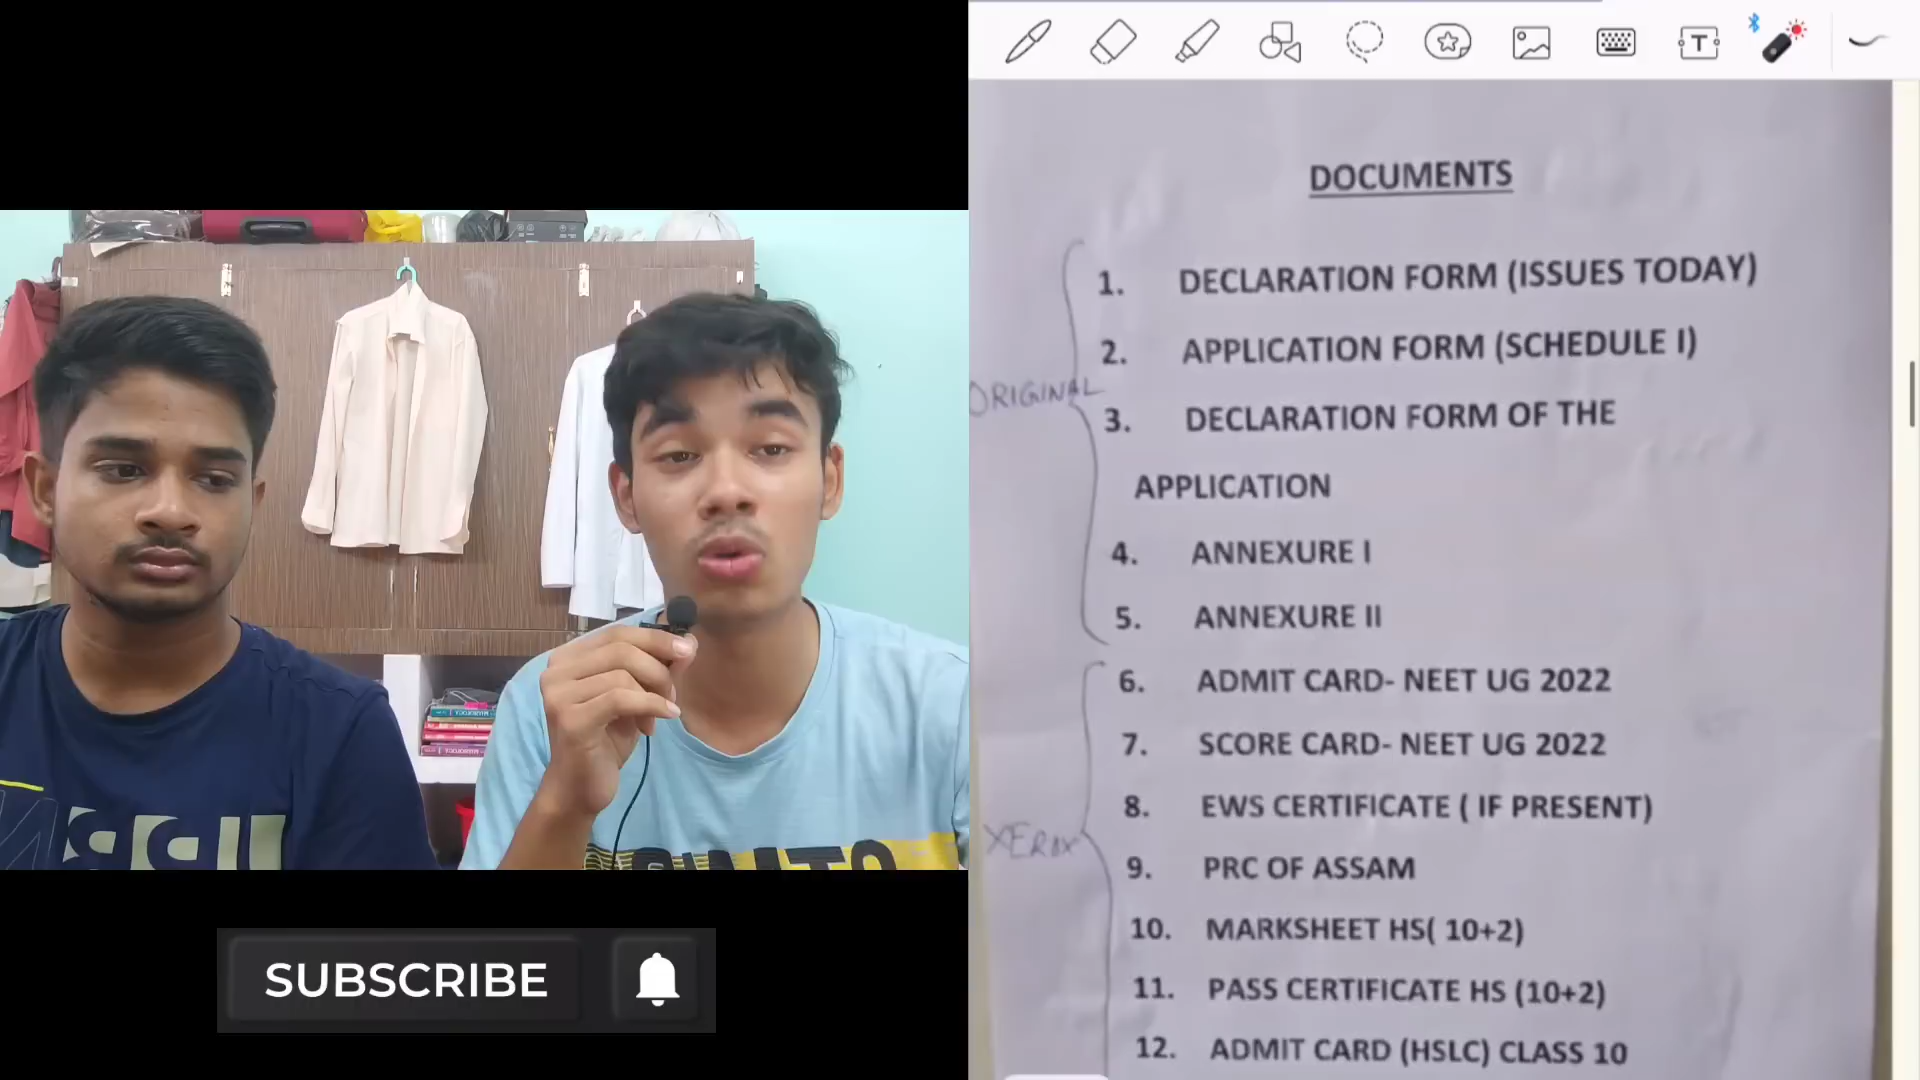 DOCUMENTS
1. DECLARATION FORM (ISSUES TODAY)
2. APPLICATION FORM (SCHEDULE I)
ORIGINAL
3. DECLARATION FORM OF THE
APPLICATION
4. ANNEXURE I
5. ANNEXURE II
6. ADMIT CARD- NEET UG 2022
7. SCORE CARD- NEET UG 2022
8. EWS CERTIFICATE ( IF PRESENT)
XEROX
9. PRC OF ASSAM
10. MARKSHEET HS( 10+2)
11. PASS CERTIFICATE HS (10+2)
12. ADMIT CARD (HSLC) CLASS 10
SUBSCRIBE
T